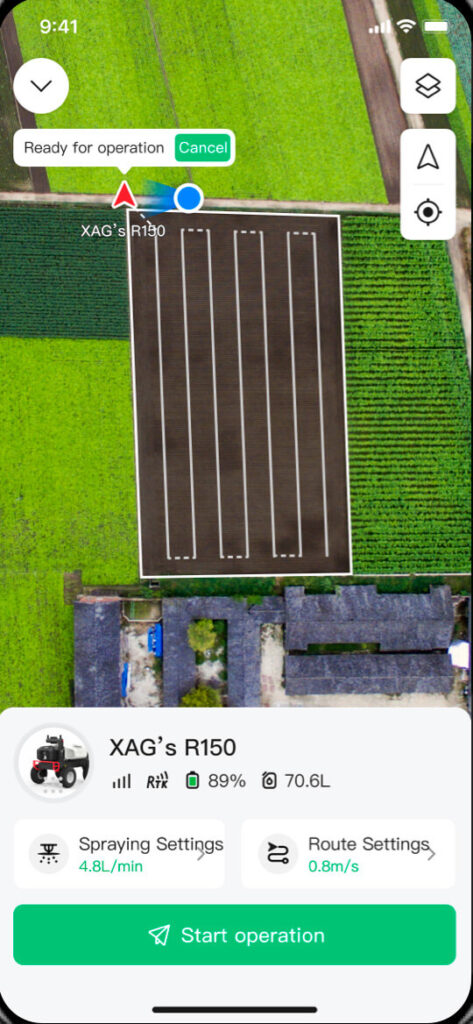 9:41
Ready for operation Cancel
XAG's R150
XAG's R150
RTK 89% 70.6L
Spraying Settings
4.8L/min
Route Settings
0.8m/s
Start operation